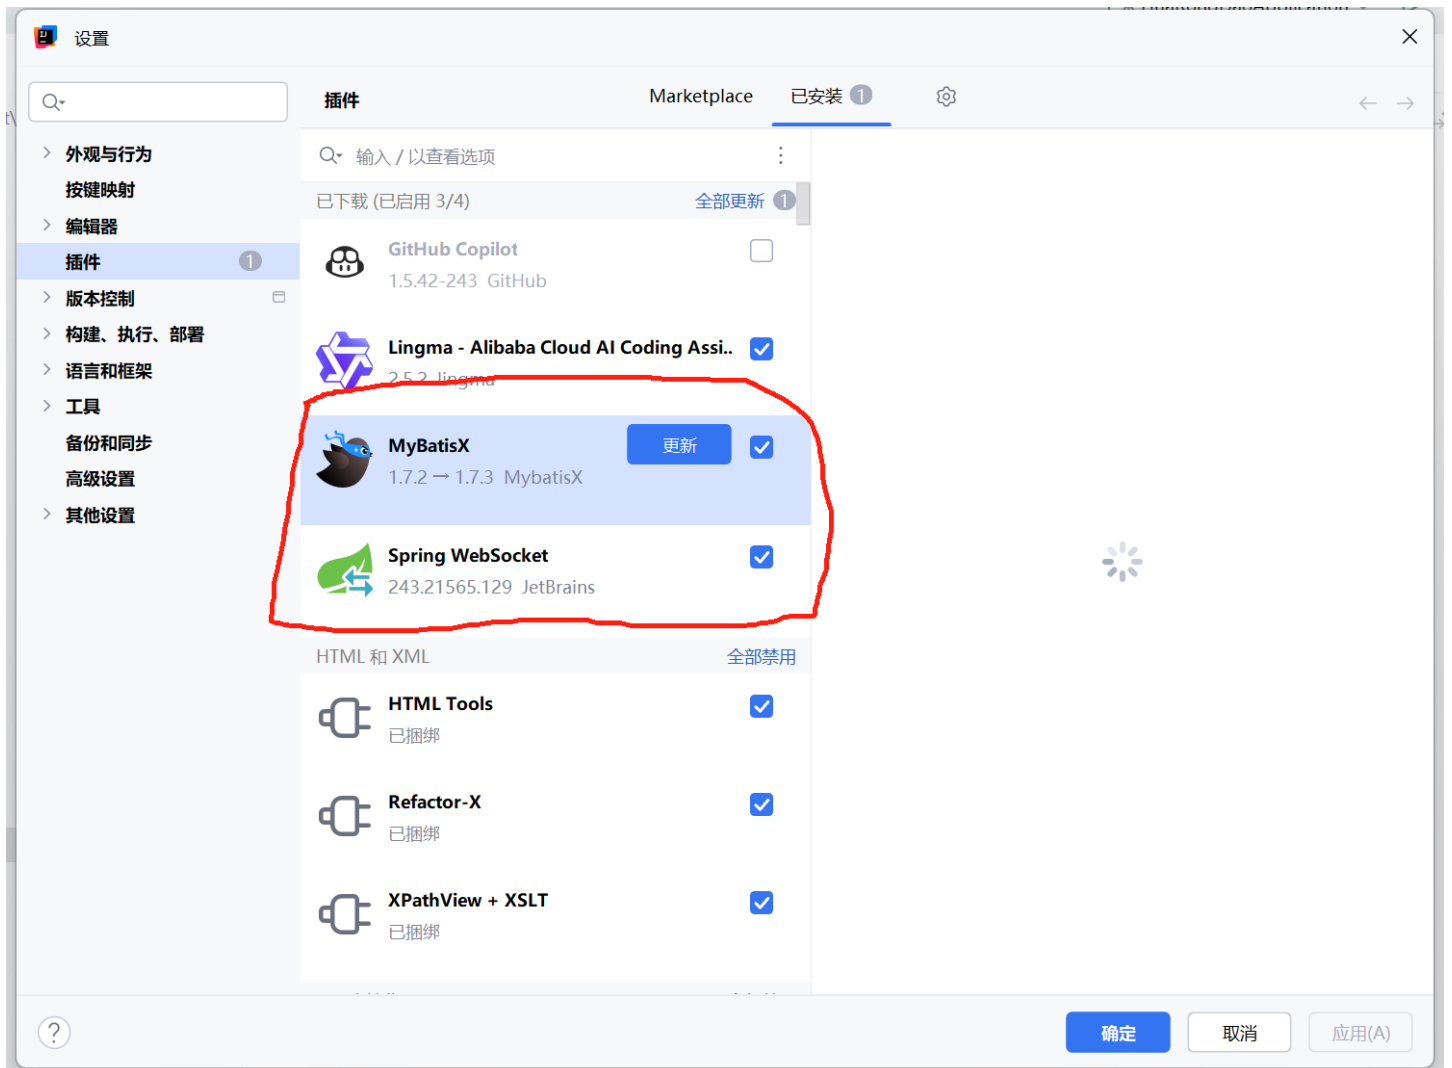 设置
插件
Marketplace
已安装 1
外观与行为
按键映射
编辑器
插件 1
版本控制
构建、执行、部署
语言和框架
工具
备份和同步
高级设置
其他设置
输入 / 以查看选项
已下载 (已启用 3/4) 全部更新 1
GitHub Copilot
1.5.42-243 GitHub
Lingma - Alibaba Cloud AI Coding Assi..
2.5.2 lingma
MyBatisX 更新
1.7.2 → 1.7.3 MybatisX
Spring WebSocket
243.21565.129 JetBrains
HTML 和 XML 全部禁用
HTML Tools
已捆绑
Refactor-X
已捆绑
XPathView + XSLT
已捆绑
? 确定 取消 应用(A)